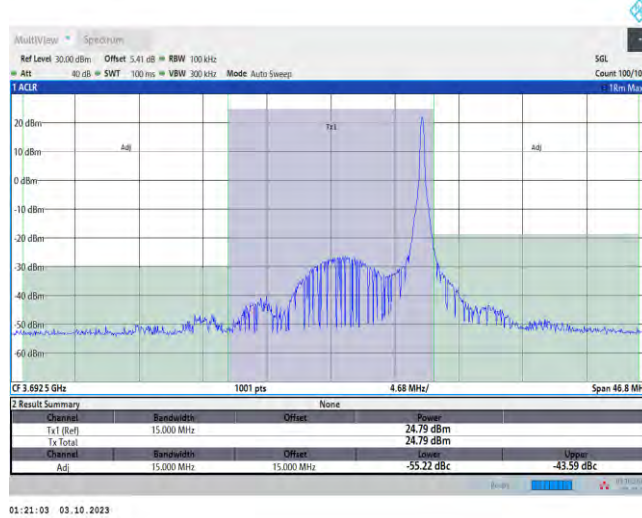 MultiView Spectrum
Ref Level 30.00 dBm Offset 5.41 dB RBW 100 kHz SGL
Att 40 dB SWT 100 ms VBW 300 kHz Mode Auto Sweep Count 100/10
1 ACLR 1Rm Max
20 dBm
Tx1
10 dBm
Adj
Adj
0 dBm
-10 dBm
-20 dBm
-30 dBm
-40 dBm
-50 dBm
-60 dBm
CF 3.6925 GHz 1001 pts 4.68 MHz/ Span 46.8 MH
2 Result Summary None
Channel Bandwidth Offset Power
Tx1 (Ref) 15.000 MHz 24.79 dBm
Tx Total 24.79 dBm
Channel Bandwidth Offset Lower Upper
Adj 15.000 MHz 15.000 MHz -55.22 dBc -43.59 dBc
01:21:03 03.10.2023